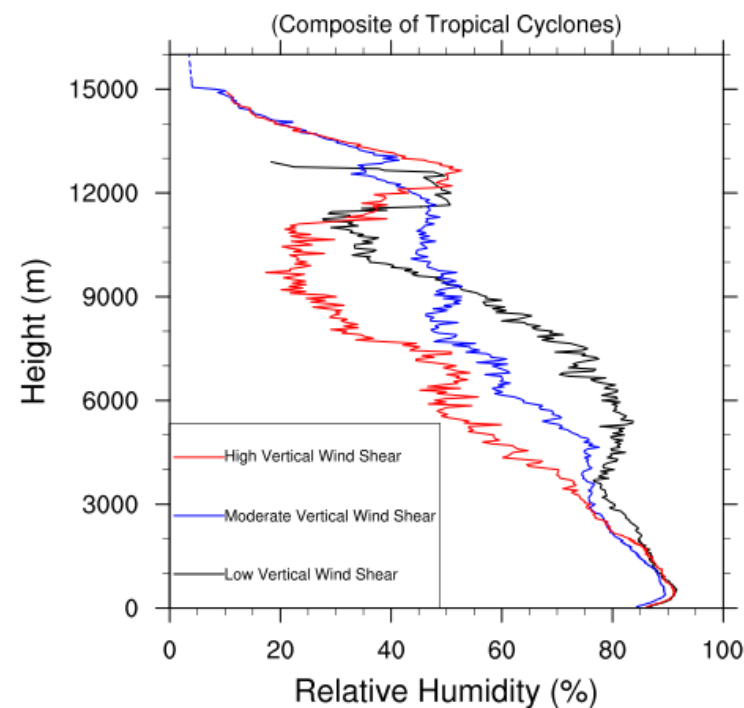 (Composite of Tropical Cyclones)
15000
12000
9000
6000
3000
0
Height (m)
High Vertical Wind Shear
Moderate Vertical Wind Shear
Low Vertical Wind Shear
0 20 40 60 80 100
Relative Humidity (%)